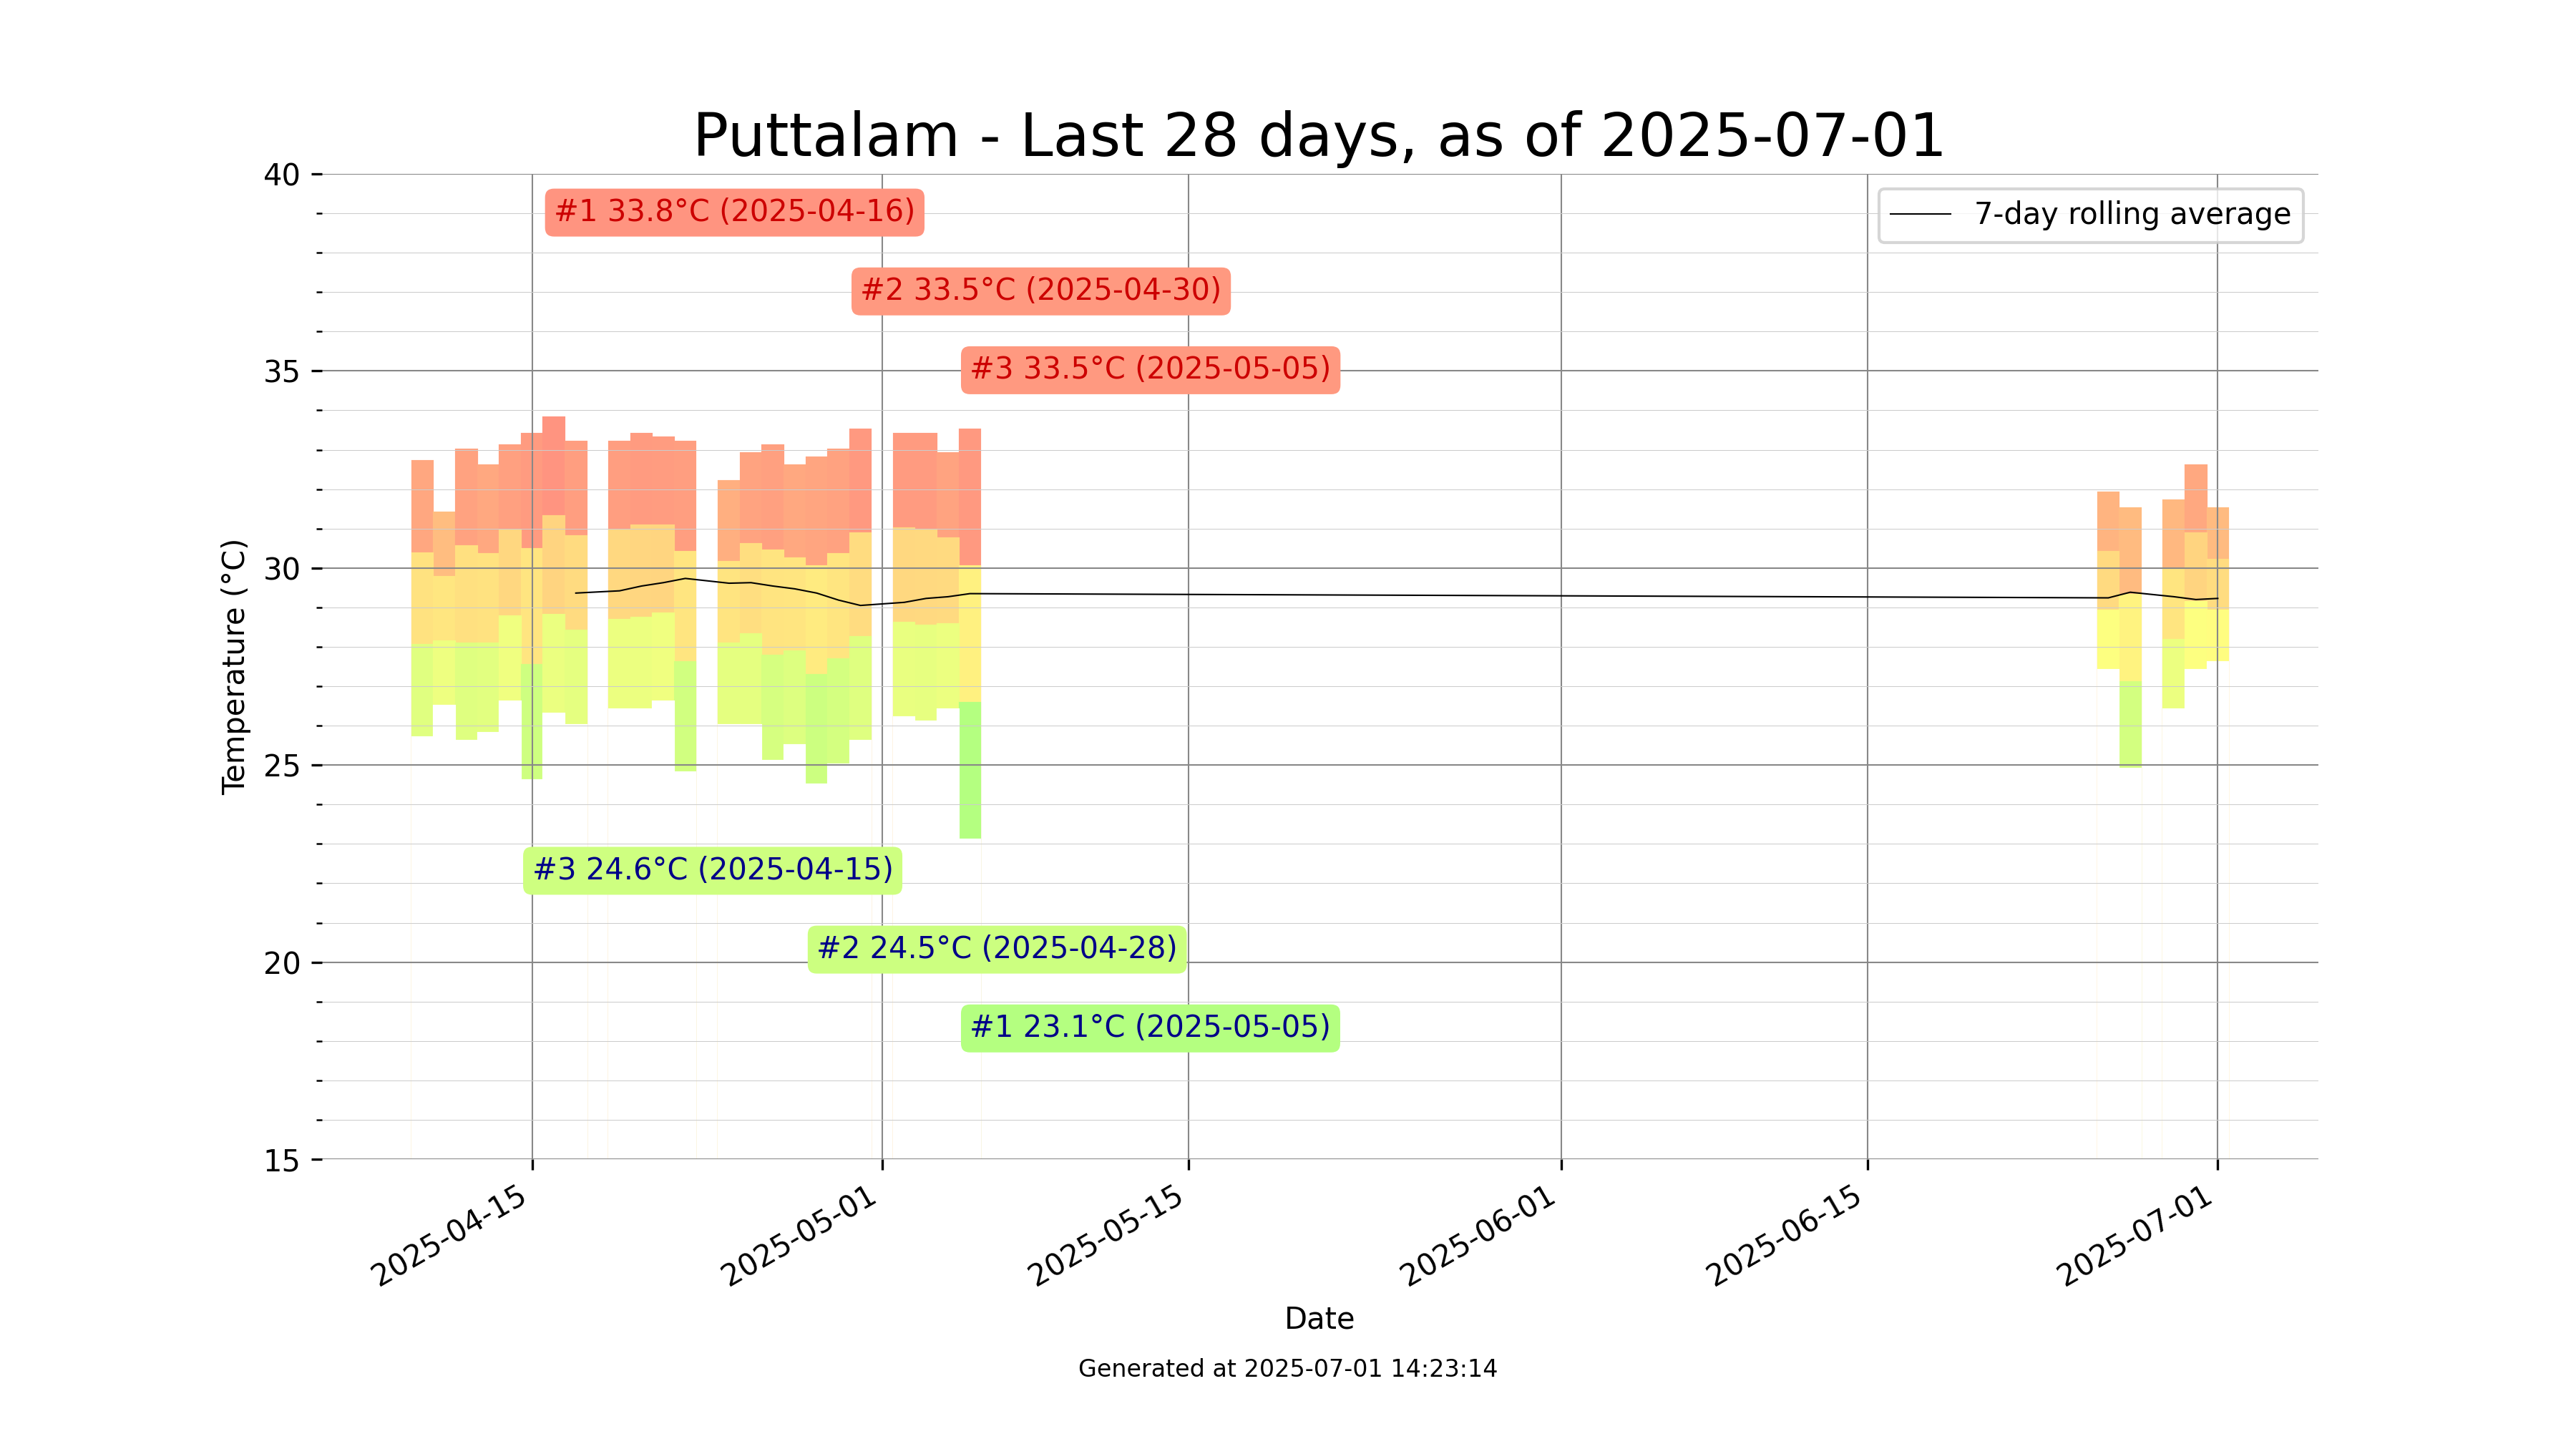 Puttalam - Last 28 days, as of 2025-07-01
40
#1 33.8°C (2025-04-16)
7-day rolling average
#2 33.5°C (2025-04-30)
35
#3 33.5°C (2025-05-05)
30
Temperature (°C)
25
#3 24.6°C (2025-04-15)
20
#2 24.5°C (2025-04-28)
#1 23.1°C (2025-05-05)
15
2025-04-15
2025-05-01
2025-05-15
2025-06-01
2025-06-15
2025-07-01
Date
Generated at 2025-07-01 14:23:14